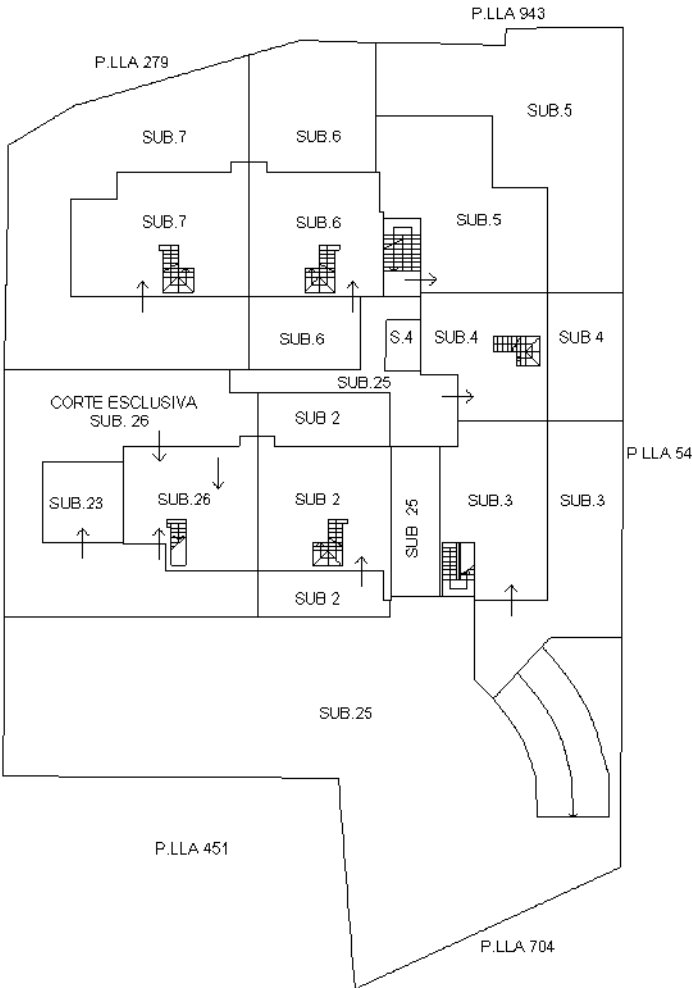 P.LLA 943
P.LLA 279
SUB.5
SUB.7
SUB.6
SUB.7
SUB.6
SUB.5
SUB.6
S.4
SUB.4
SUB 4
SUB.25
CORTE ESCLUSIVA
SUB. 26
SUB 2
P.LLA 54
SUB.23
SUB.26
SUB 2
SUB 25
SUB.3
SUB.3
SUB 2
SUB.25
P.LLA 451
P.LLA 704